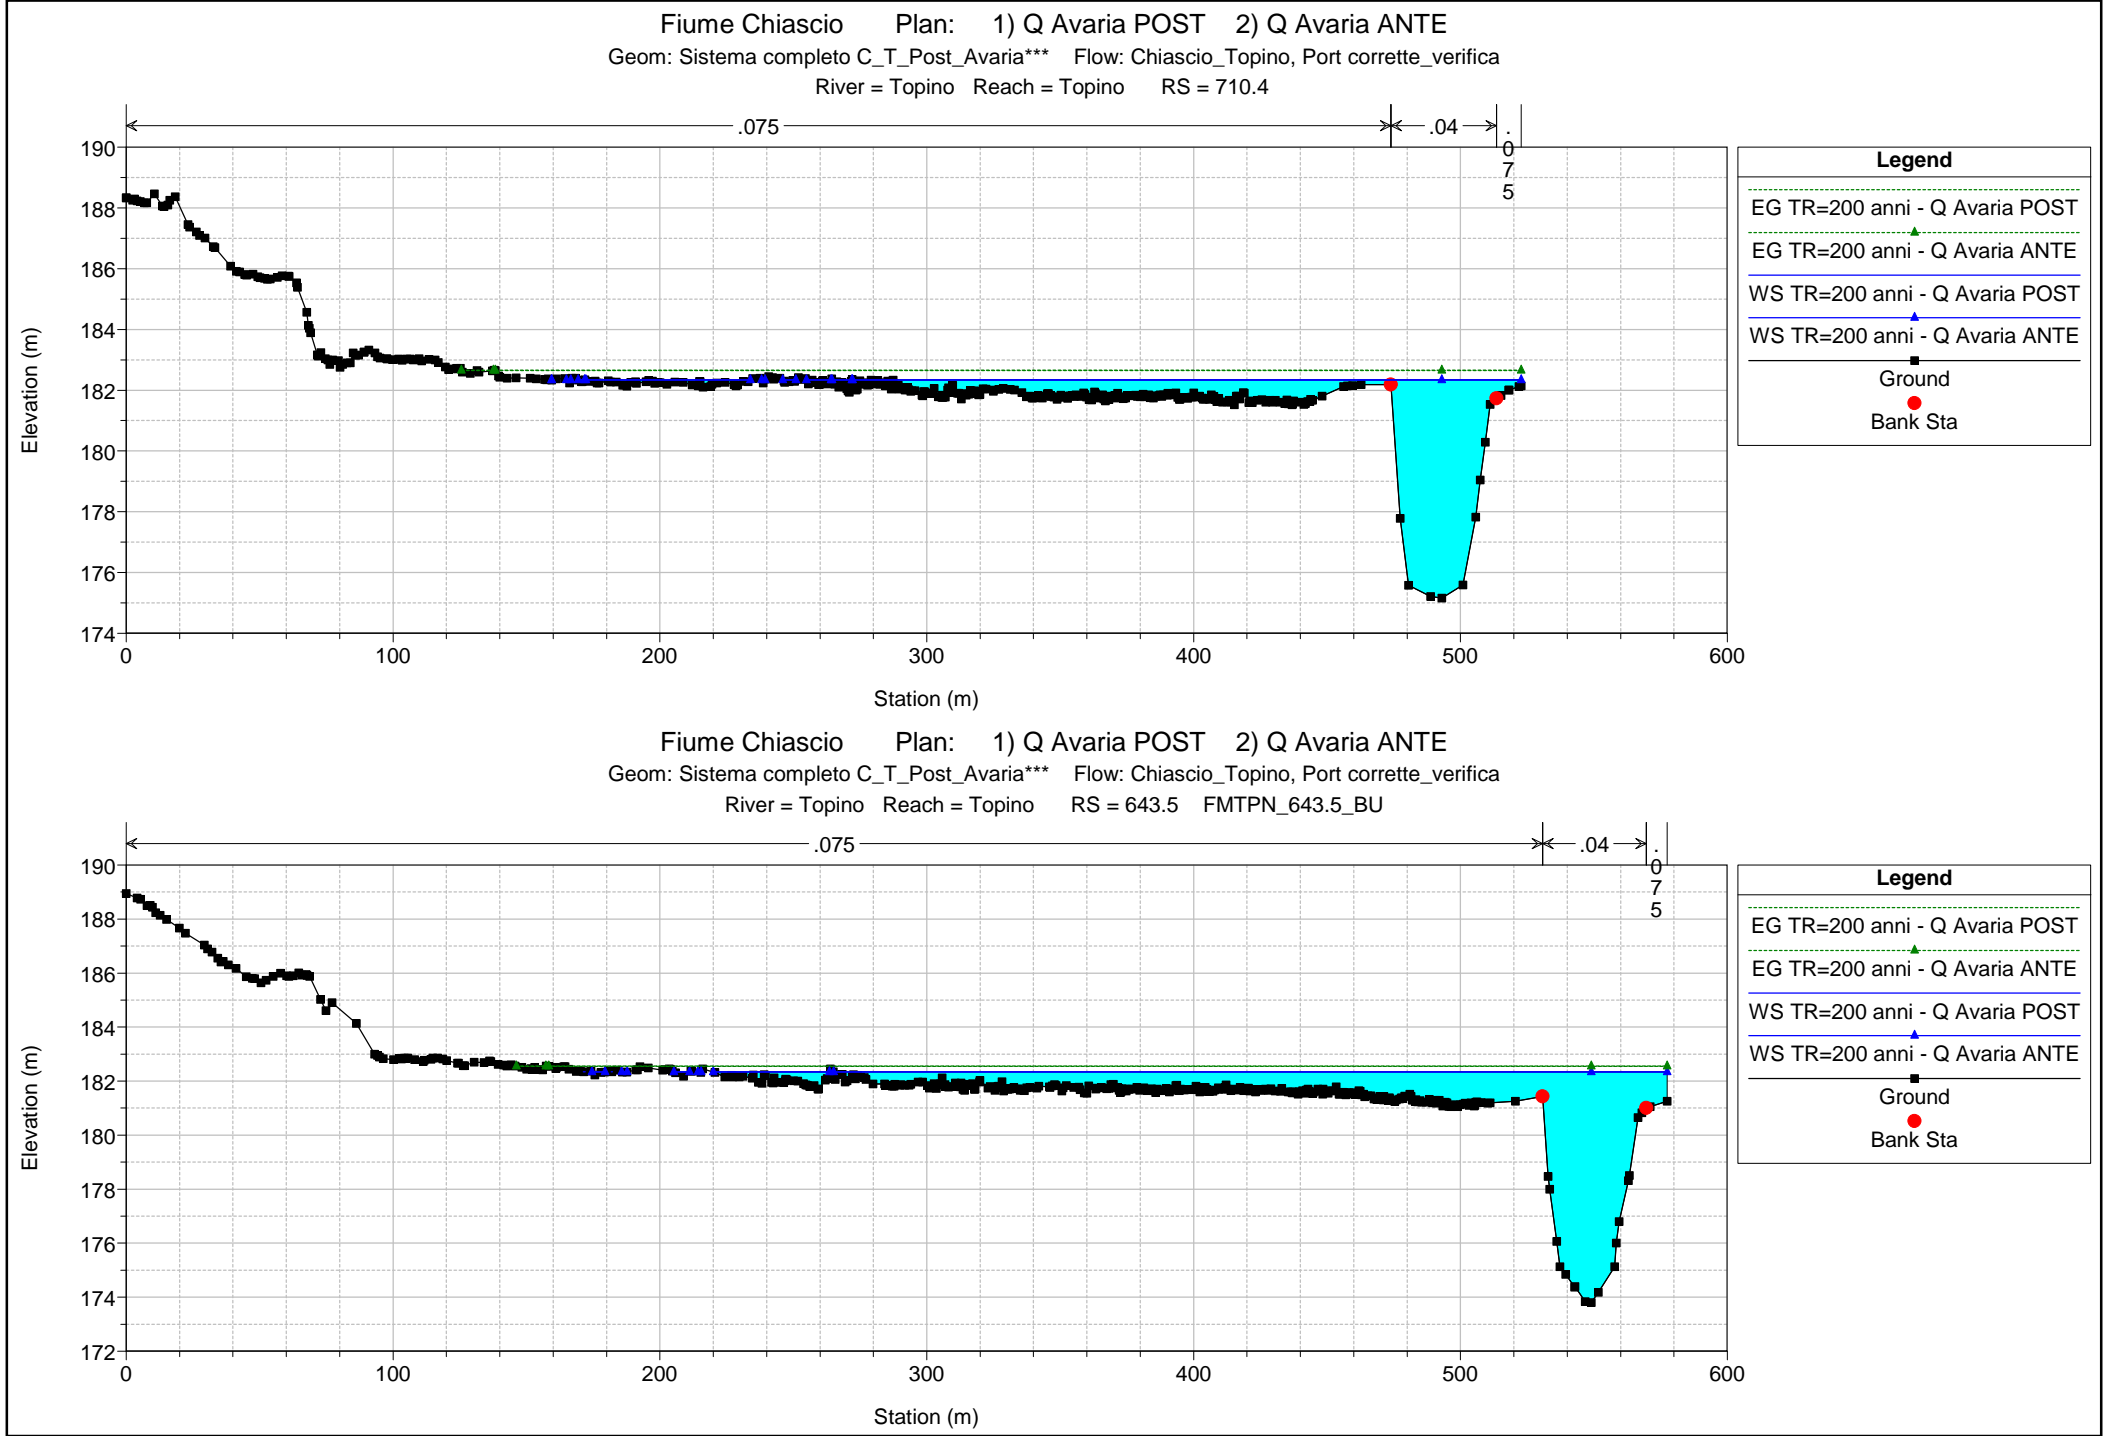 Fiume Chiascio Plan: 1) Q Avaria POST 2) Q Avaria ANTE
Geom: Sistema completo C_T_Post_Avaria*** Flow: Chiascio_Topino, Port corrette_verifica
River = Topino Reach = Topino RS = 710.4
.075
.04
.075
190
188
186
184
182
180
178
176
174
Elevation (m)
0 100 200 300 400 500 600
Station (m)
Legend
EG TR=200 anni - Q Avaria POST
EG TR=200 anni - Q Avaria ANTE
WS TR=200 anni - Q Avaria POST
WS TR=200 anni - Q Avaria ANTE
Ground
Bank Sta
Fiume Chiascio Plan: 1) Q Avaria POST 2) Q Avaria ANTE
Geom: Sistema completo C_T_Post_Avaria*** Flow: Chiascio_Topino, Port corrette_verifica
River = Topino Reach = Topino RS = 643.5 FMTPN_643.5_BU
.075
.04
.075
190
188
186
184
182
180
178
176
174
172
Elevation (m)
0 100 200 300 400 500 600
Station (m)
Legend
EG TR=200 anni - Q Avaria POST
EG TR=200 anni - Q Avaria ANTE
WS TR=200 anni - Q Avaria POST
WS TR=200 anni - Q Avaria ANTE
Ground
Bank Sta